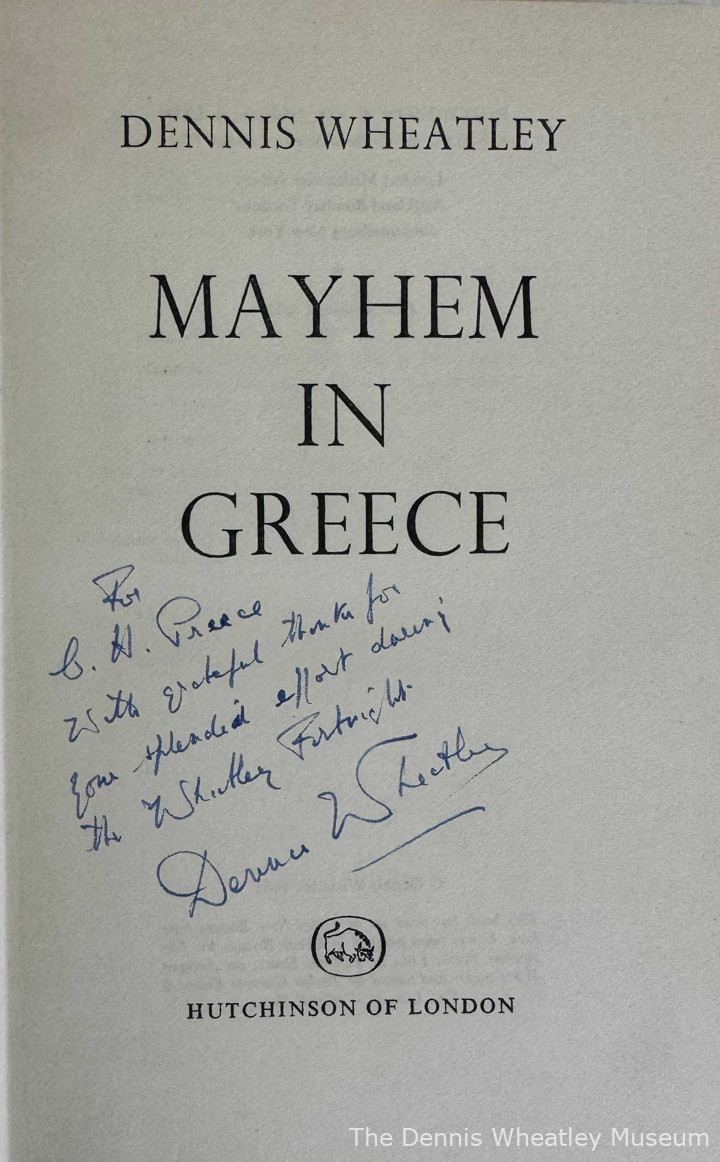 DENNIS WHEATLEY
MAYHEM
IN
GREECE
For
C. H. Preece
With grateful thanks for
your splendid effort during
the Wheatley Fortnight
Dennis Wheatley
HUTCHINSON OF LONDON
The Dennis Wheatley Museum